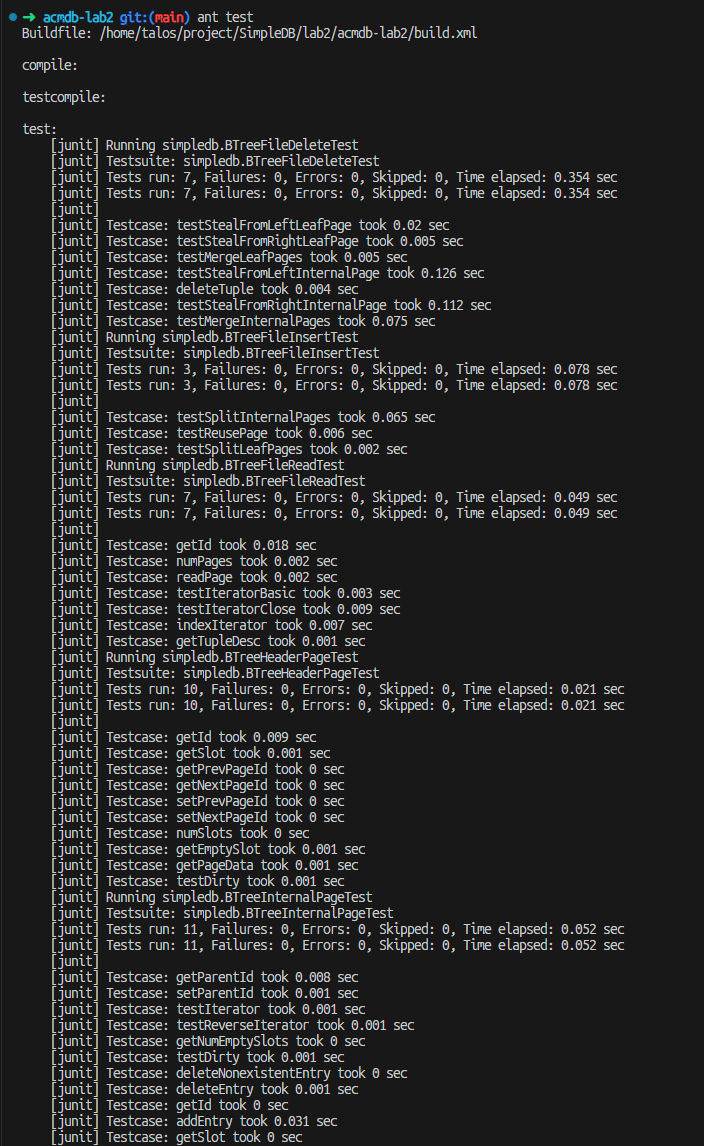 ➜ acmdb-lab2 git:(main) ant test
Buildfile: /home/talos/project/SimpleDB/lab2/acmdb-lab2/build.xml
compile:
testcompile:
test:
[junit] Running simpledb.BTreeFileDeleteTest
[junit] Testsuite: simpledb.BTreeFileDeleteTest
[junit] Tests run: 7, Failures: 0, Errors: 0, Skipped: 0, Time elapsed: 0.354 sec
[junit] Tests run: 7, Failures: 0, Errors: 0, Skipped: 0, Time elapsed: 0.354 sec
[junit]
[junit] Testcase: testStealFromLeftLeafPage took 0.02 sec
[junit] Testcase: testStealFromRightLeafPage took 0.005 sec
[junit] Testcase: testMergeLeafPages took 0.005 sec
[junit] Testcase: testStealFromLeftInternalPage took 0.126 sec
[junit] Testcase: deleteTuple took 0.004 sec
[junit] Testcase: testStealFromRightInternalPage took 0.112 sec
[junit] Testcase: testMergeInternalPages took 0.075 sec
[junit] Running simpledb.BTreeFileInsertTest
[junit] Testsuite: simpledb.BTreeFileInsertTest
[junit] Tests run: 3, Failures: 0, Errors: 0, Skipped: 0, Time elapsed: 0.078 sec
[junit] Tests run: 3, Failures: 0, Errors: 0, Skipped: 0, Time elapsed: 0.078 sec
[junit]
[junit] Testcase: testSplitInternalPages took 0.065 sec
[junit] Testcase: testReusePage took 0.006 sec
[junit] Testcase: testSplitLeafPages took 0.002 sec
[junit] Running simpledb.BTreeFileReadTest
[junit] Testsuite: simpledb.BTreeFileReadTest
[junit] Tests run: 7, Failures: 0, Errors: 0, Skipped: 0, Time elapsed: 0.049 sec
[junit] Tests run: 7, Failures: 0, Errors: 0, Skipped: 0, Time elapsed: 0.049 sec
[junit]
[junit] Testcase: getId took 0.018 sec
[junit] Testcase: numPages took 0.002 sec
[junit] Testcase: readPage took 0.002 sec
[junit] Testcase: testIteratorBasic took 0.003 sec
[junit] Testcase: testIteratorClose took 0.009 sec
[junit] Testcase: indexIterator took 0.007 sec
[junit] Testcase: getTupleDesc took 0.001 sec
[junit] Running simpledb.BTreeHeaderPageTest
[junit] Testsuite: simpledb.BTreeHeaderPageTest
[junit] Tests run: 10, Failures: 0, Errors: 0, Skipped: 0, Time elapsed: 0.021 sec
[junit] Tests run: 10, Failures: 0, Errors: 0, Skipped: 0, Time elapsed: 0.021 sec
[junit]
[junit] Testcase: getId took 0.009 sec
[junit] Testcase: getSlot took 0.001 sec
[junit] Testcase: getPrevPageId took 0 sec
[junit] Testcase: getNextPageId took 0 sec
[junit] Testcase: setPrevPageId took 0 sec
[junit] Testcase: setNextPageId took 0 sec
[junit] Testcase: numSlots took 0 sec
[junit] Testcase: getEmptySlot took 0.001 sec
[junit] Testcase: getPageData took 0.001 sec
[junit] Testcase: testDirty took 0.001 sec
[junit] Running simpledb.BTreeInternalPageTest
[junit] Testsuite: simpledb.BTreeInternalPageTest
[junit] Tests run: 11, Failures: 0, Errors: 0, Skipped: 0, Time elapsed: 0.052 sec
[junit] Tests run: 11, Failures: 0, Errors: 0, Skipped: 0, Time elapsed: 0.052 sec
[junit]
[junit] Testcase: getParentId took 0.008 sec
[junit] Testcase: setParentId took 0.001 sec
[junit] Testcase: testIterator took 0.001 sec
[junit] Testcase: testReverseIterator took 0.001 sec
[junit] Testcase: getNumEmptySlots took 0 sec
[junit] Testcase: testDirty took 0.001 sec
[junit] Testcase: deleteNonexistentEntry took 0 sec
[junit] Testcase: deleteEntry took 0.001 sec
[junit] Testcase: getId took 0 sec
[junit] Testcase: addEntry took 0.031 sec
[junit] Testcase: getSlot took 0 sec